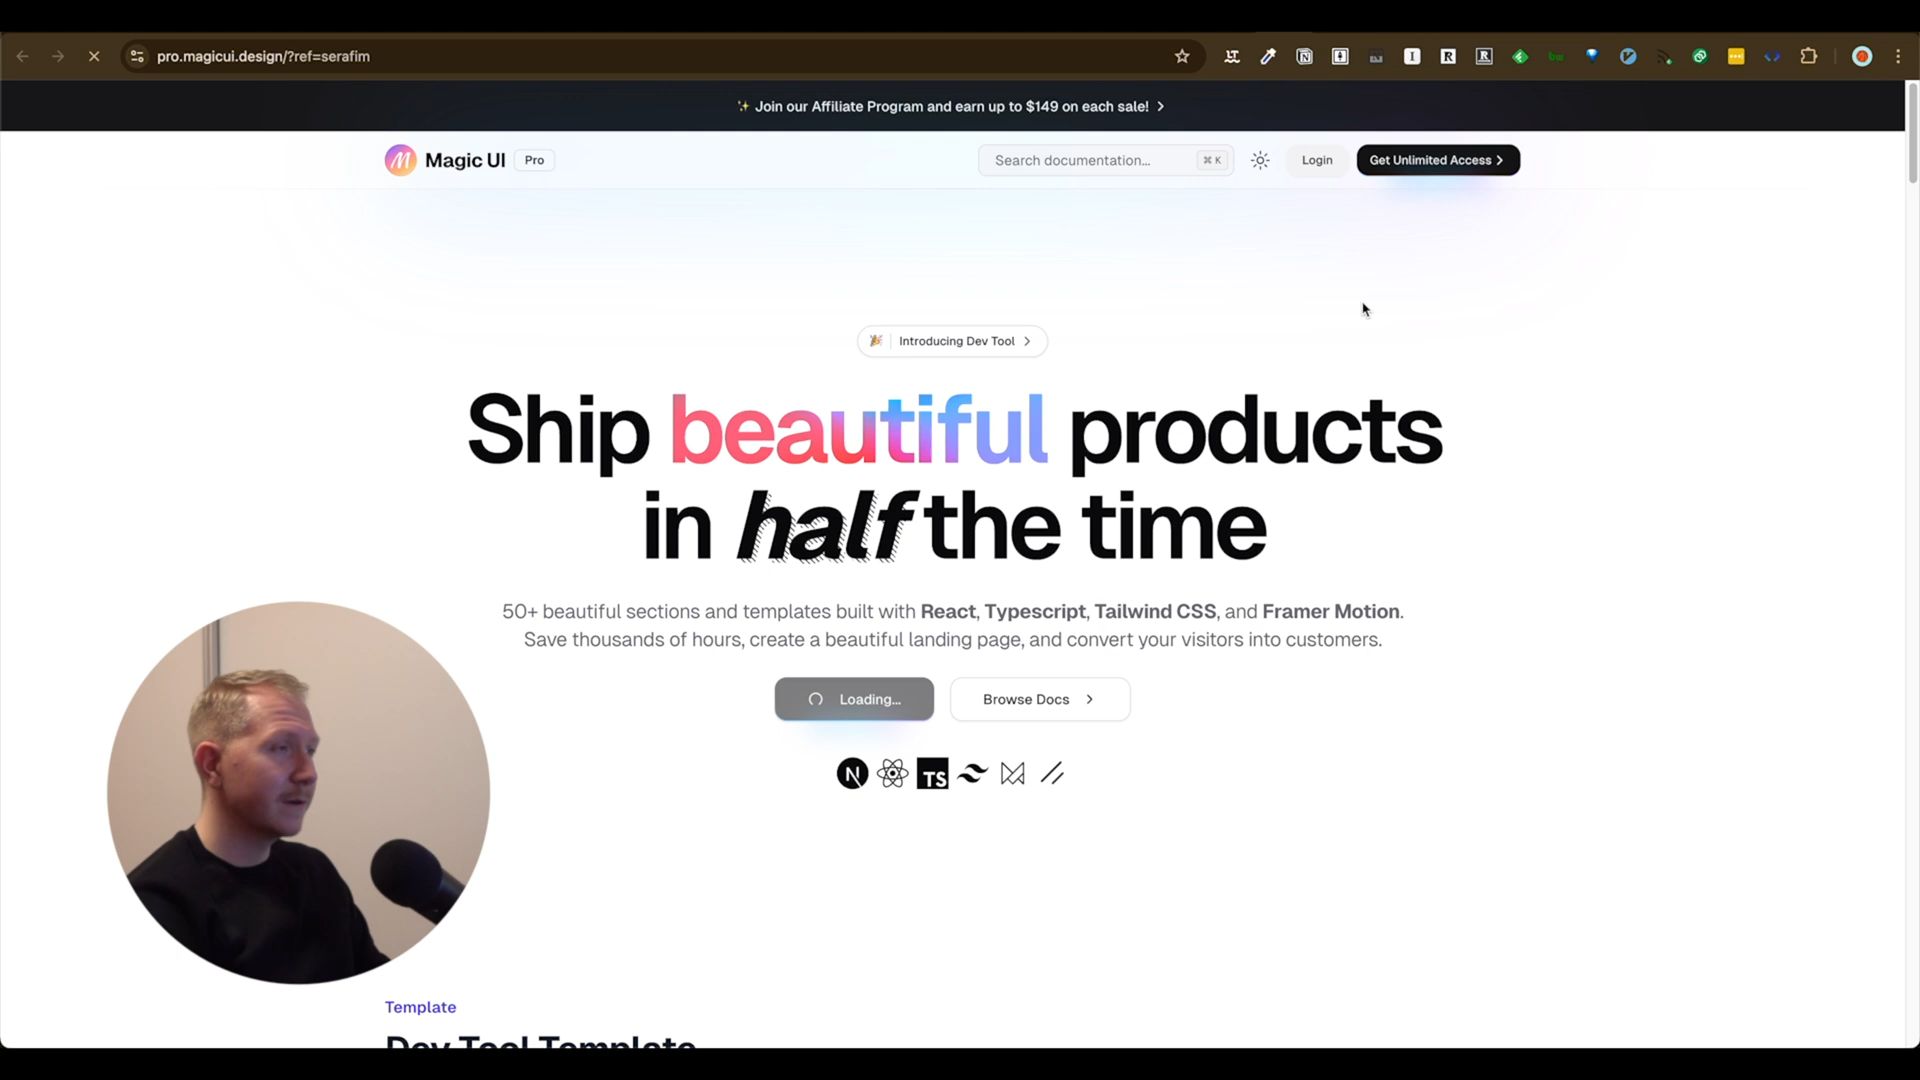 pro.magicui.design/?ref=serafim
✨ Join our Affiliate Program and earn up to $149 on each sale! >
Magic UI Pro
Search documentation... ⌘ K
Login
Get Unlimited Access >
Introducing Dev Tool >
Ship beautiful products
in half the time
50+ beautiful sections and templates built with React, Typescript, Tailwind CSS, and Framer Motion.
Save thousands of hours, create a beautiful landing page, and convert your visitors into customers.
Loading...
Browse Docs >
N
TS
Template
Dev Tool Template